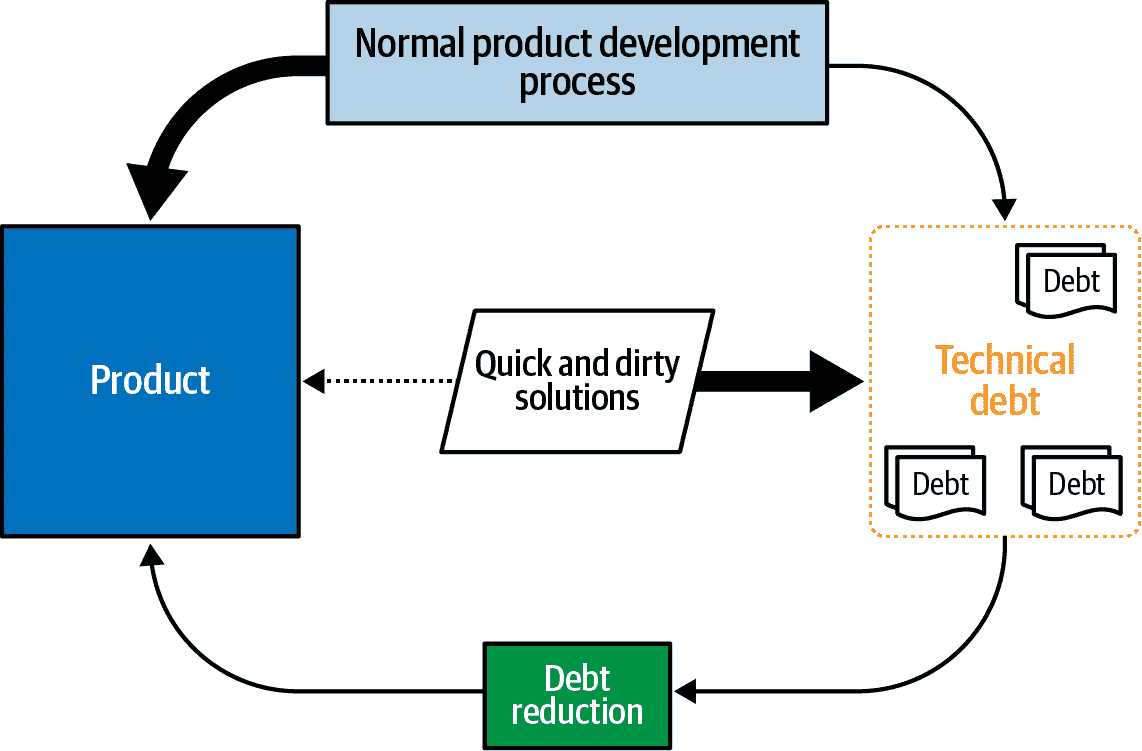 Normal product development
process
Debt
Product
Quick and dirty
solutions
Technical
debt
Debt
Debt
Debt
reduction